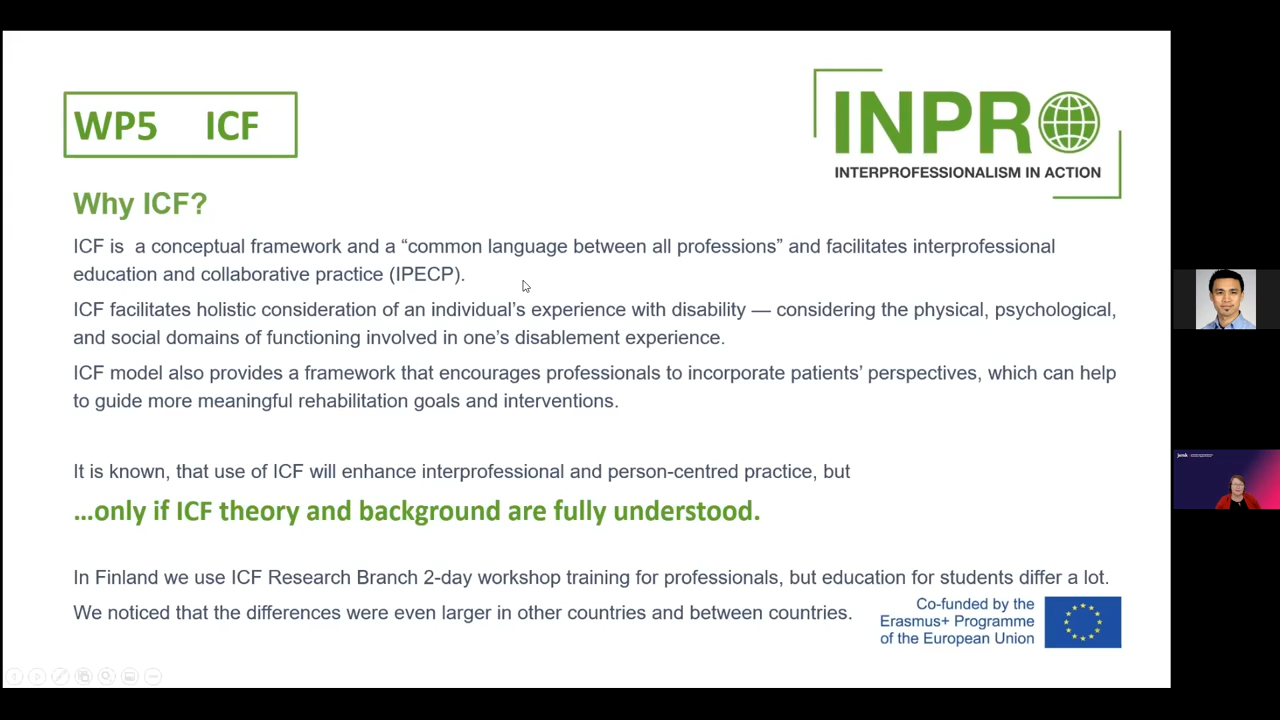 WP5 ICF
INPRO
INTERPROFESSIONALISM IN ACTION
Why ICF?
ICF is a conceptual framework and a “common language between all professions” and facilitates interprofessional
education and collaborative practice (IPECP).
ICF facilitates holistic consideration of an individual’s experience with disability — considering the physical, psychological,
and social domains of functioning involved in one’s disablement experience.
ICF model also provides a framework that encourages professionals to incorporate patients’ perspectives, which can help
to guide more meaningful rehabilitation goals and interventions.
It is known, that use of ICF will enhance interprofessional and person-centred practice, but
...only if ICF theory and background are fully understood.
In Finland we use ICF Research Branch 2-day workshop training for professionals, but education for students differ a lot.
We noticed that the differences were even larger in other countries and between countries.
Co-funded by the
Erasmus+ Programme
of the European Union
jamk